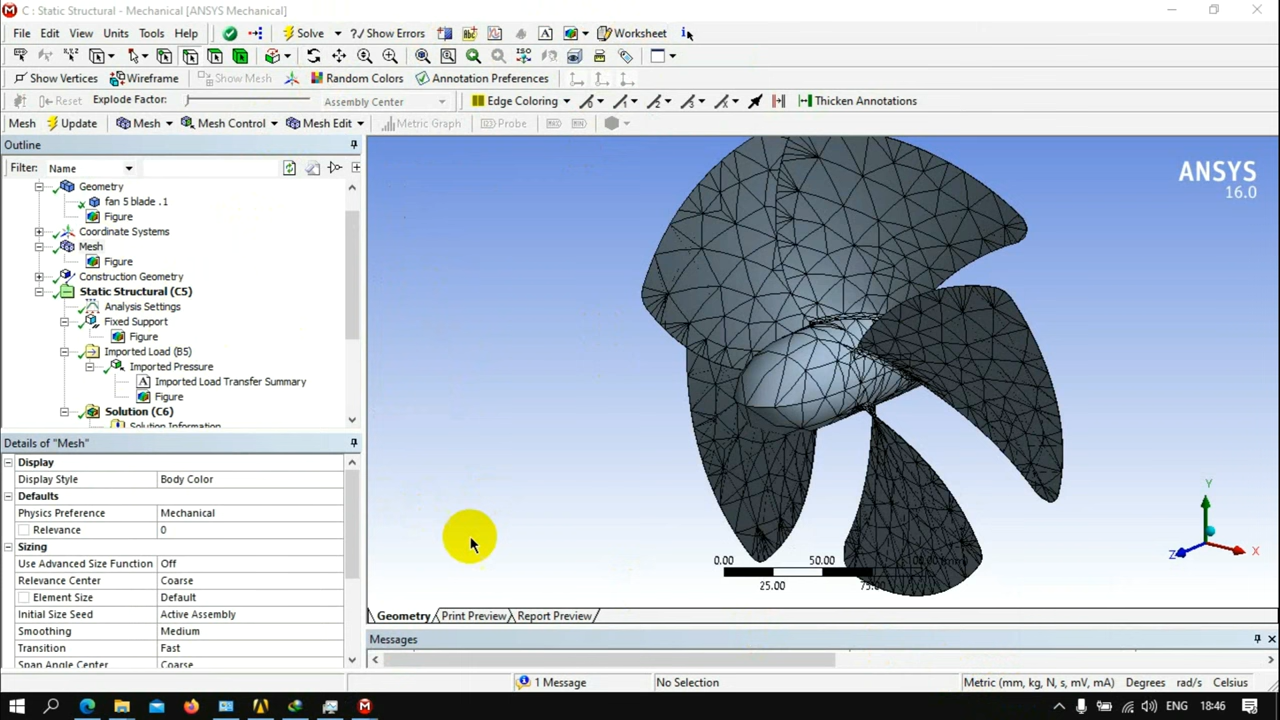 C : Static Structural - Mechanical [ANSYS Mechanical]
File Edit View Units Tools Help Solve ?/ Show Errors Worksheet
Show Vertices Wireframe Show Mesh Random Colors Annotation Preferences
Reset Explode Factor: Assembly Center Edge Coloring Thicken Annotations
Mesh Update Mesh Mesh Control Mesh Edit Metric Graph Probe MAX MIN
Outline
Filter: Name
Geometry
fan 5 blade .1
Figure
Coordinate Systems
Mesh
Figure
Construction Geometry
Static Structural (C5)
Analysis Settings
Fixed Support
Figure
Imported Load (B5)
Imported Pressure
Imported Load Transfer Summary
Figure
Solution (C6)
Solution Information
Details of "Mesh"
Display
Display Style Body Color
Defaults
Physics Preference Mechanical
Relevance 0
Sizing
Use Advanced Size Function Off
Relevance Center Coarse
Element Size Default
Initial Size Seed Active Assembly
Smoothing Medium
Transition Fast
Span Angle Center Coarse
ANSYS
16.0
Y
X
Z
0.00 50.00
25.00
Geometry Print Preview Report Preview
Messages
1 Message No Selection Metric (mm, kg, N, s, mV, mA) Degrees rad/s Celsius
ENG 18:46